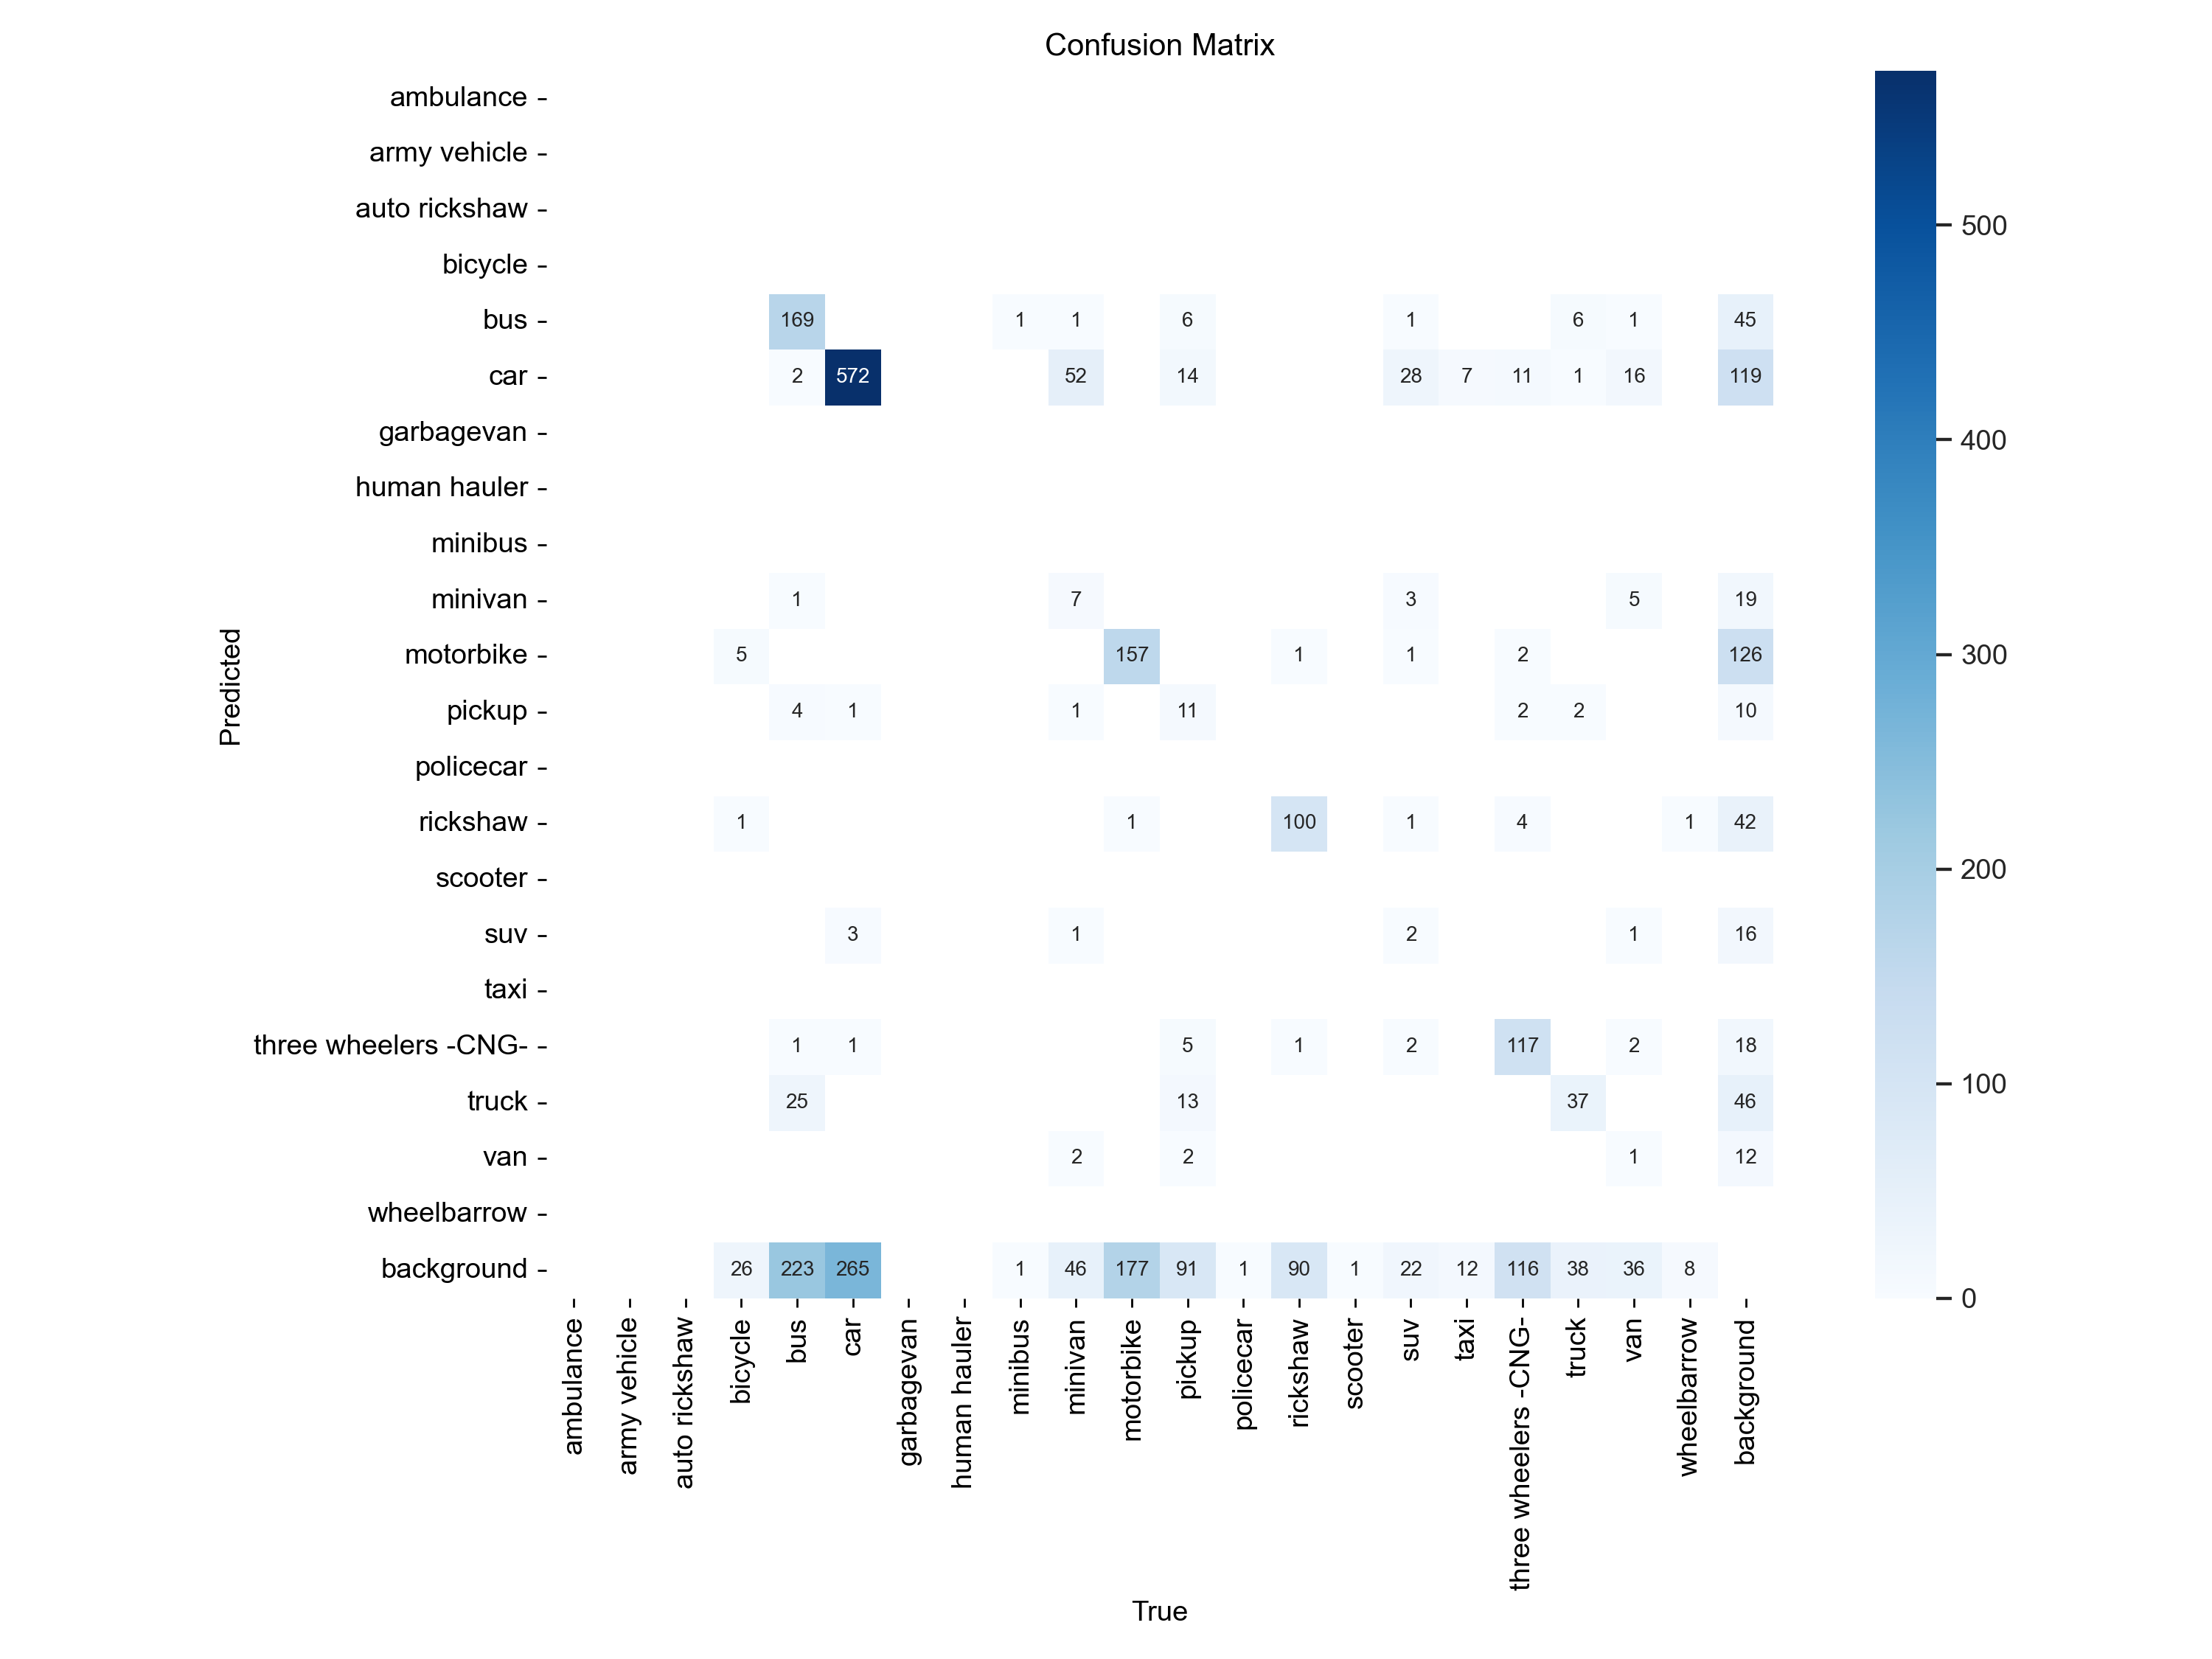 Confusion Matrix
ambulance
army vehicle
auto rickshaw
bicycle
bus 169 1 1 6 1 6 1 45
car 2 572 52 14 28 7 11 1 16 119
garbagevan
human hauler
minibus
minivan 1 7 3 5 19
motorbike 5 157 1 1 2 126
pickup 4 1 1 11 2 2 10
policecar
rickshaw 1 1 100 1 4 1 42
scooter
suv 3 1 2 1 16
taxi
three wheelers -CNG- 1 1 5 1 2 117 2 18
truck 25 13 37 46
van 2 2 1 12
wheelbarrow
background 26 223 265 1 46 177 91 1 90 1 22 12 116 38 36 8
Predicted
ambulance
army vehicle
auto rickshaw
bicycle
bus
car
garbagevan
human hauler
minibus
minivan
motorbike
pickup
policecar
rickshaw
scooter
suv
taxi
three wheelers -CNG-
truck
van
wheelbarrow
background
True
500
400
300
200
100
0